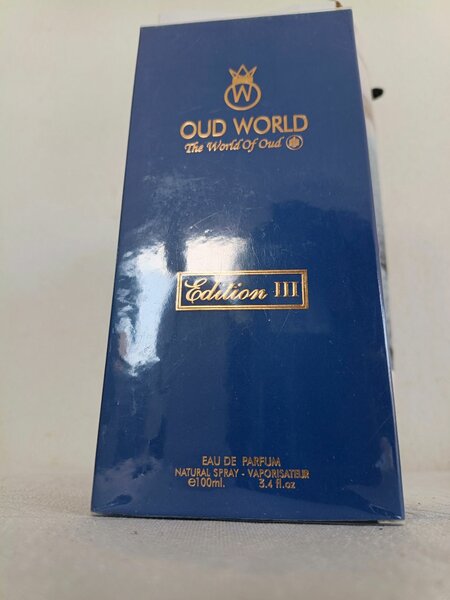 W
OUD WORLD
The World Of Oud
Edition III
EAU DE PARFUM
NATURAL SPRAY - VAPORISATEUR
℮100ml. 3.4 fl.oz